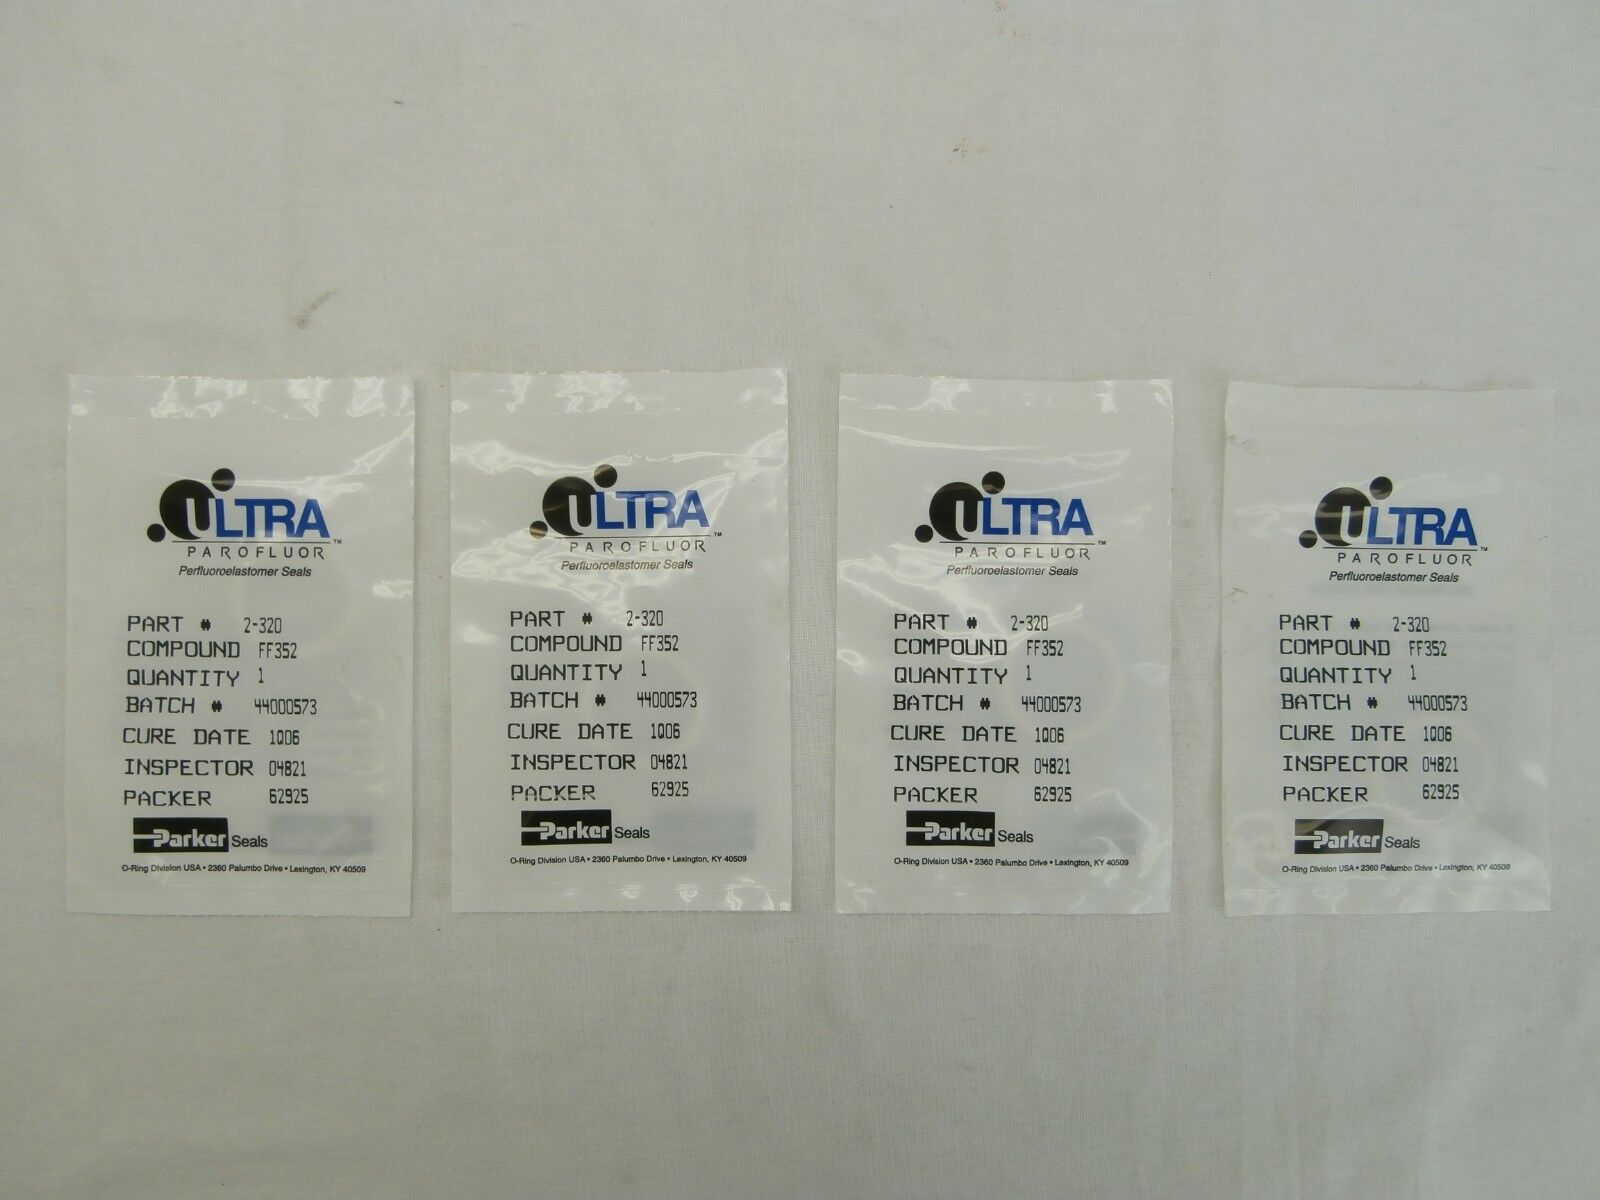 ULTRA
PAROFLUOR™
Perfluoroelastomer Seals
PART # 2-320
COMPOUND FF352
QUANTITY 1
BATCH # 44000573
CURE DATE 1Q06
INSPECTOR 04821
PACKER 62925
Parker Seals
O-Ring Division USA • 2360 Palumbo Drive • Lexington, KY 40509
ULTRA
PAROFLUOR™
Perfluoroelastomer Seals
PART # 2-320
COMPOUND FF352
QUANTITY 1
BATCH # 44000573
CURE DATE 1Q06
INSPECTOR 04821
PACKER 62925
Parker Seals
O-Ring Division USA • 2360 Palumbo Drive • Lexington, KY 40509
ULTRA
PAROFLUOR™
Perfluoroelastomer Seals
PART # 2-320
COMPOUND FF352
QUANTITY 1
BATCH # 44000573
CURE DATE 1Q06
INSPECTOR 04821
PACKER 62925
Parker Seals
O-Ring Division USA • 2360 Palumbo Drive • Lexington, KY 40509
ULTRA
PAROFLUOR™
Perfluoroelastomer Seals
PART # 2-320
COMPOUND FF352
QUANTITY 1
BATCH # 44000573
CURE DATE 1Q06
INSPECTOR 04821
PACKER 62925
Parker Seals
O-Ring Division USA • 2360 Palumbo Drive • Lexington, KY 40509